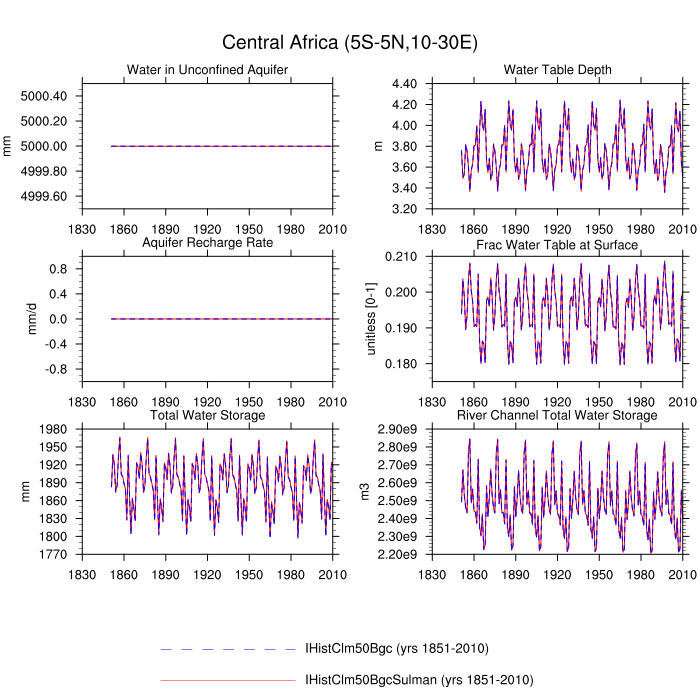 Central Africa (5S-5N,10-30E)
Water in Unconfined Aquifer
mm
5000.40
5000.20
5000.00
4999.80
4999.60
1830 1860 1890 1920 1950 1980 2010
Water Table Depth
m
4.40
4.20
4.00
3.80
3.60
3.40
3.20
1830 1860 1890 1920 1950 1980 2010
Aquifer Recharge Rate
mm/d
0.8
0.4
0.0
-0.4
-0.8
1830 1860 1890 1920 1950 1980 2010
Frac Water Table at Surface
unitless [0-1]
0.210
0.200
0.190
0.180
1830 1860 1890 1920 1950 1980 2010
Total Water Storage
mm
1980
1950
1920
1890
1860
1830
1800
1770
1830 1860 1890 1920 1950 1980 2010
River Channel Total Water Storage
m3
2.90e9
2.80e9
2.70e9
2.60e9
2.50e9
2.40e9
2.30e9
2.20e9
1830 1860 1890 1920 1950 1980 2010
IHistClm50Bgc (yrs 1851-2010)
IHistClm50BgcSulman (yrs 1851-2010)